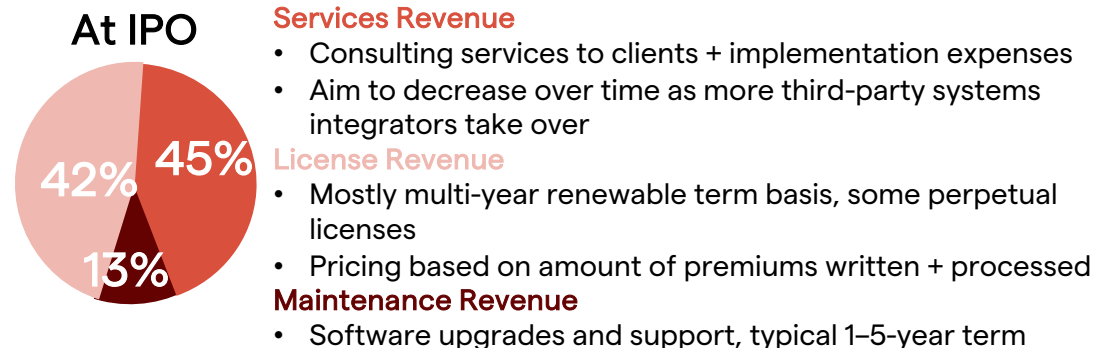 At IPO
42%
45%
13%
Services Revenue
• Consulting services to clients + implementation expenses
• Aim to decrease over time as more third-party systems
integrators take over
License Revenue
• Mostly multi-year renewable term basis, some perpetual
licenses
• Pricing based on amount of premiums written + processed
Maintenance Revenue
• Software upgrades and support, typical 1–5-year term